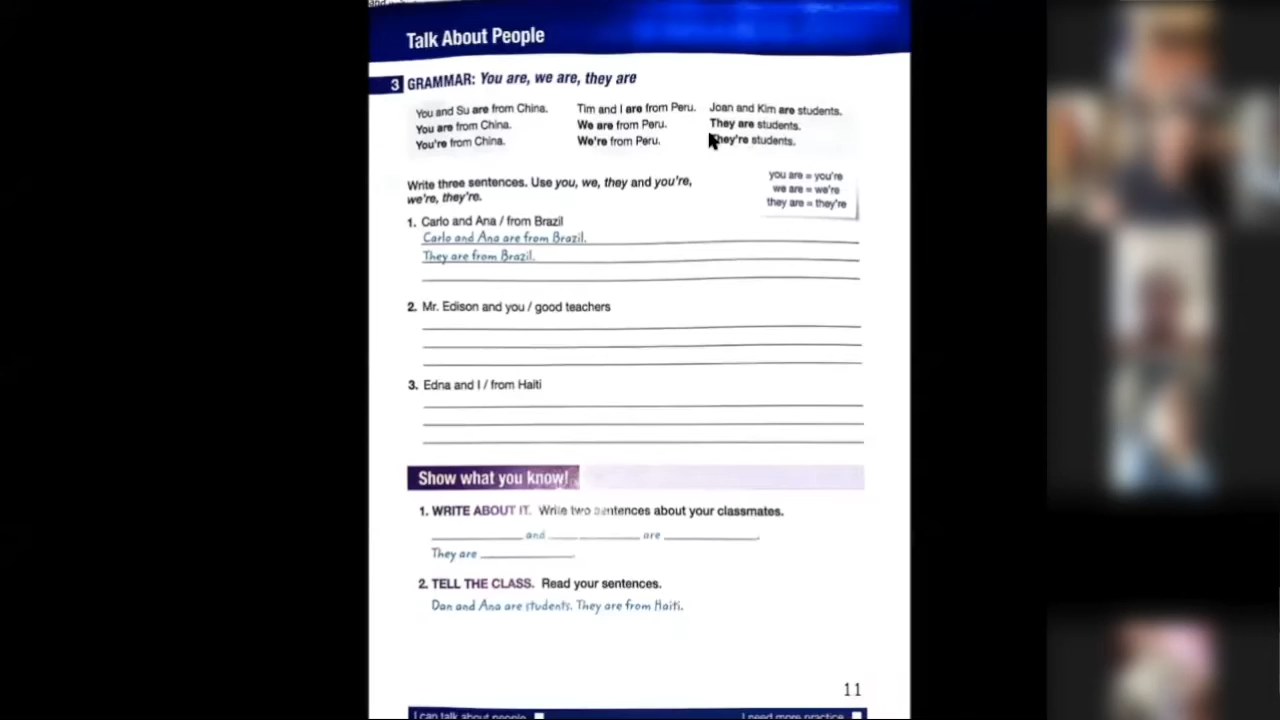 Talk About People
3 GRAMMAR: You are, we are, they are
You and Su are from China. Tim and I are from Peru. Joan and Kim are students.
You are from China. We are from Peru. They are students.
You're from China. We're from Peru. They're students.
Write three sentences. Use you, we, they and you're,
we're, they're.
you are = you're
we are = we're
they are = they're
1. Carlo and Ana / from Brazil
Carlo and Ana are from Brazil.
They are from Brazil.
2. Mr. Edison and you / good teachers
3. Edna and I / from Haiti
Show what you know!
1. WRITE ABOUT IT. Write two sentences about your classmates.
and are .
They are .
2. TELL THE CLASS. Read your sentences.
Dan and Ana are students. They are from Haiti.
11
I can talk about people. I need more practice.